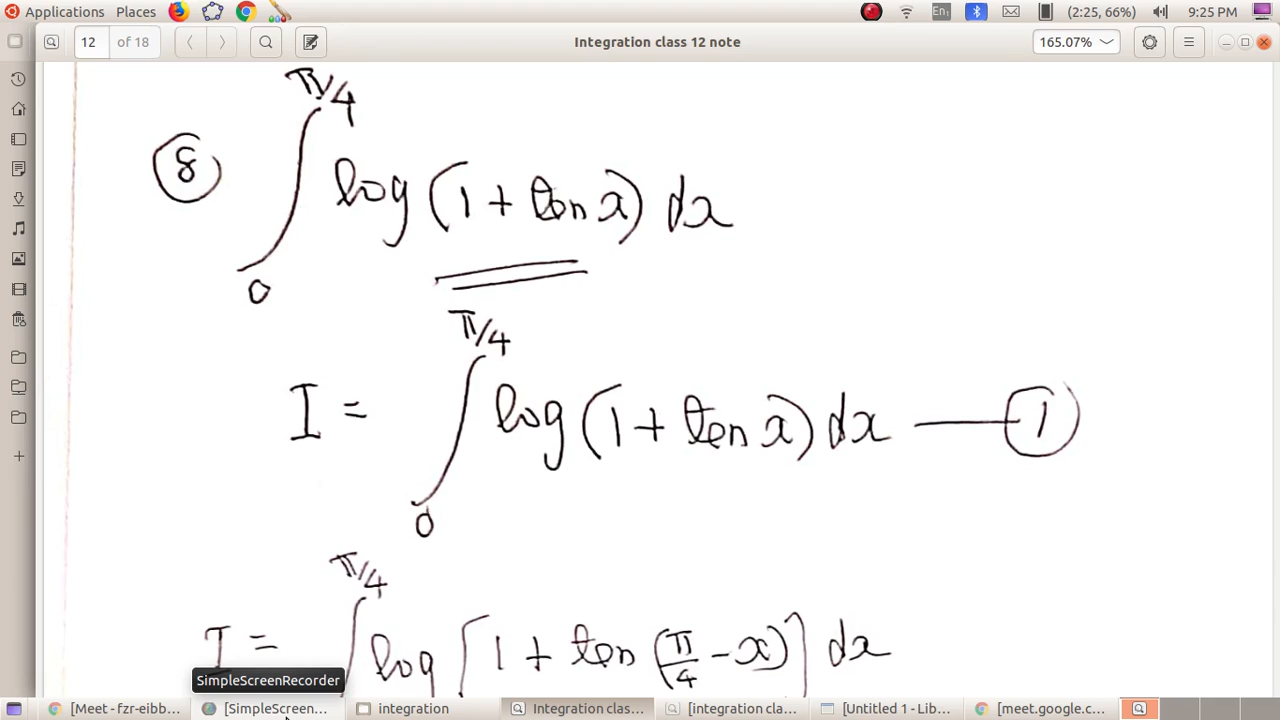 Applications Places En₁ (2:25, 66%) 9:25 PM
12 of 18 Integration class 12 note 165.07%
π/4
8 ∫ log (1 + tan x) dx
0
π/4
I = ∫ log (1 + tan x) dx —— 1
0
π/4
I = ∫ log [1 + tan (π/4 - x)] dx
SimpleScreenRecorder
[Meet - fzr-eibb... [SimpleScreen... integration Integration clas... [integration clas... [Untitled 1 - Lib... [meet.google.c...